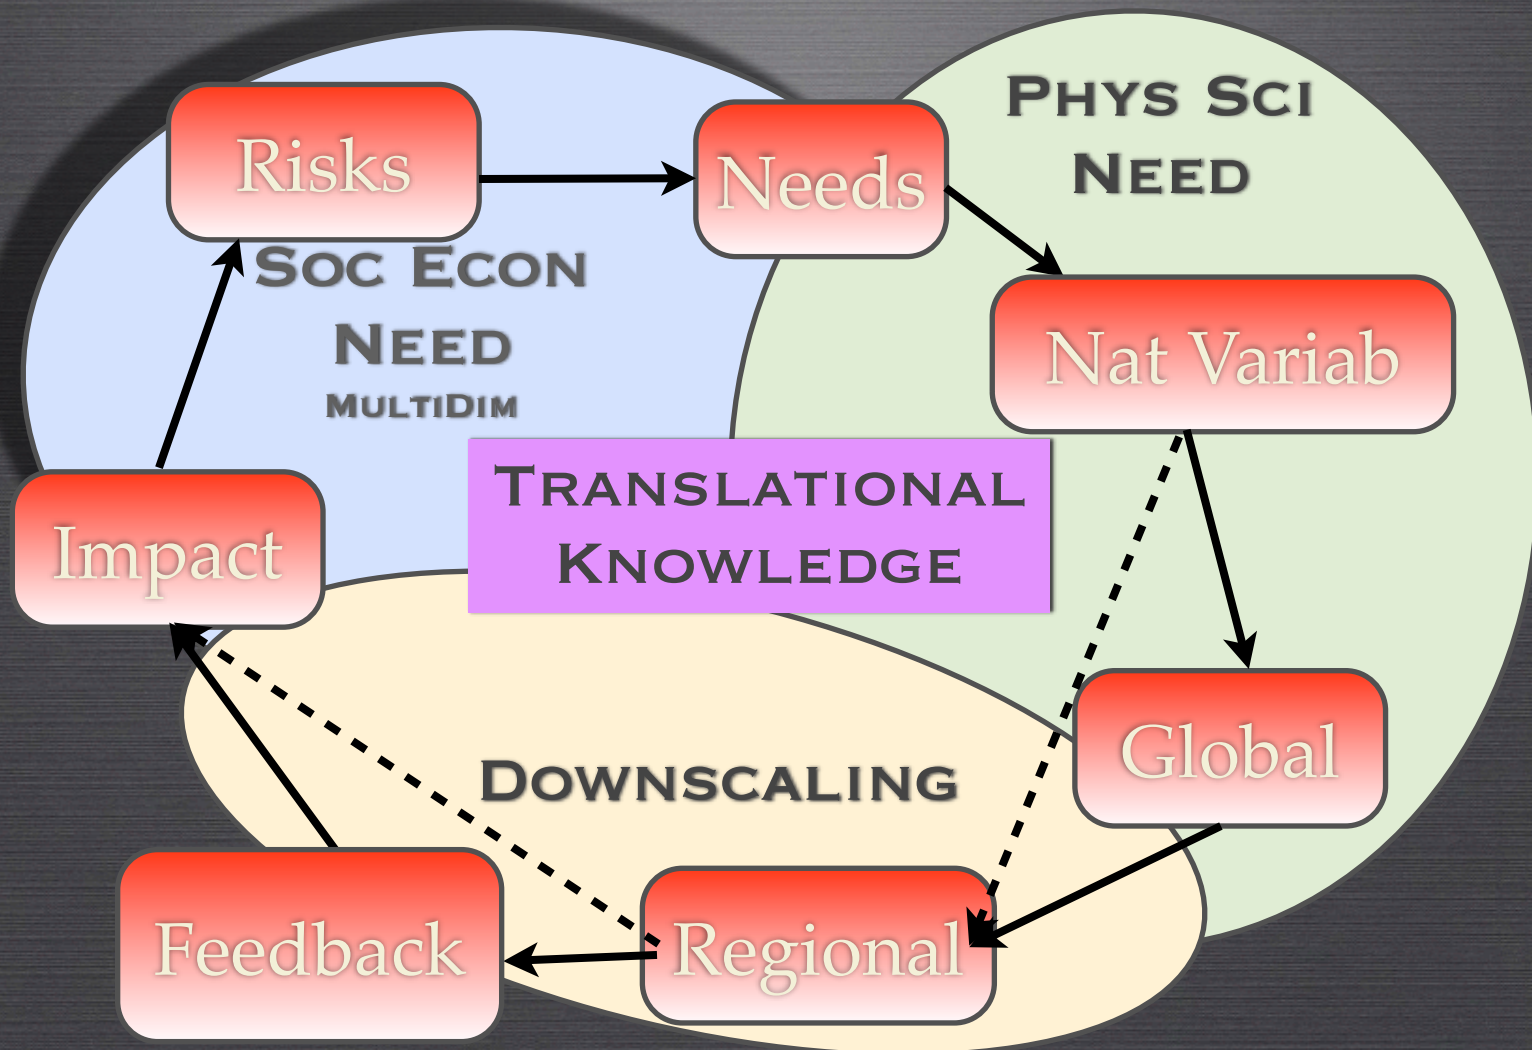 Risks
Needs
Phys Sci
Need
Soc Econ
Need
MultiDim
Nat Variab
Translational
Knowledge
Impact
Global
Downscaling
Feedback
Regional